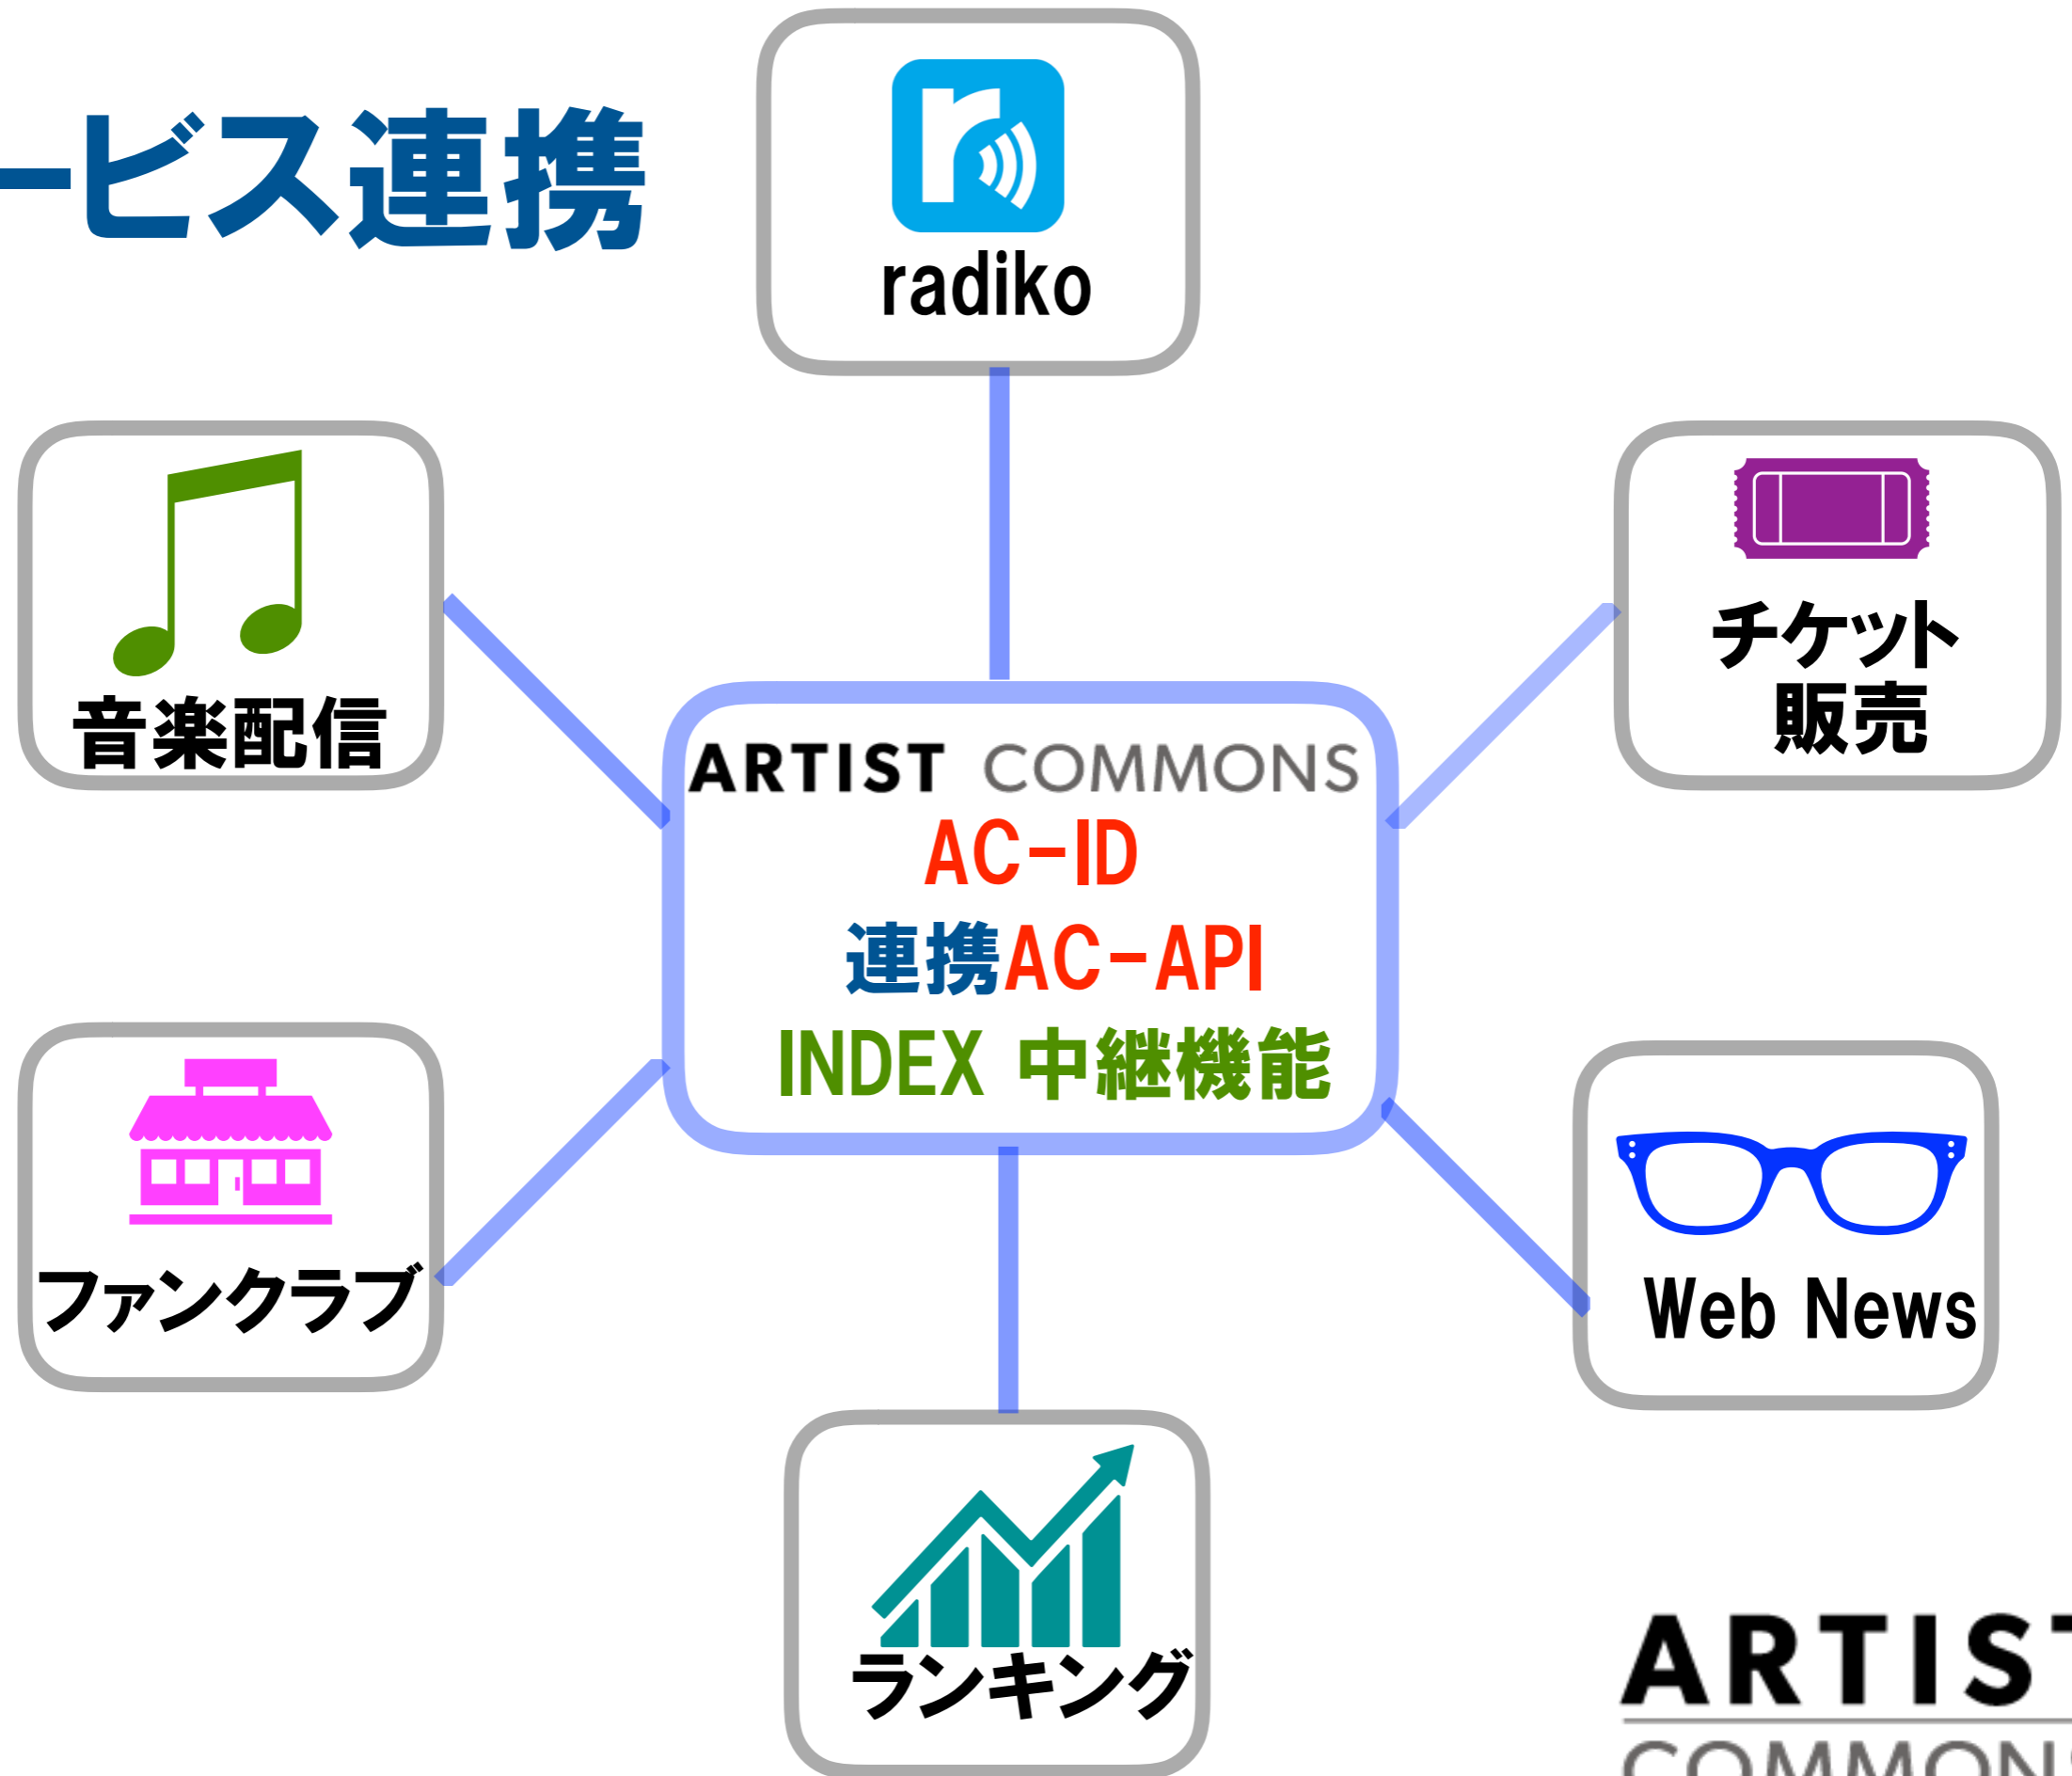 ービス連携
radiko
音楽配信
チケット
販売
ARTIST COMMONS
AC-ID
連携AC-API
INDEX 中継機能
ファンクラブ
Web News
ランキング
ARTIST
COMMONS